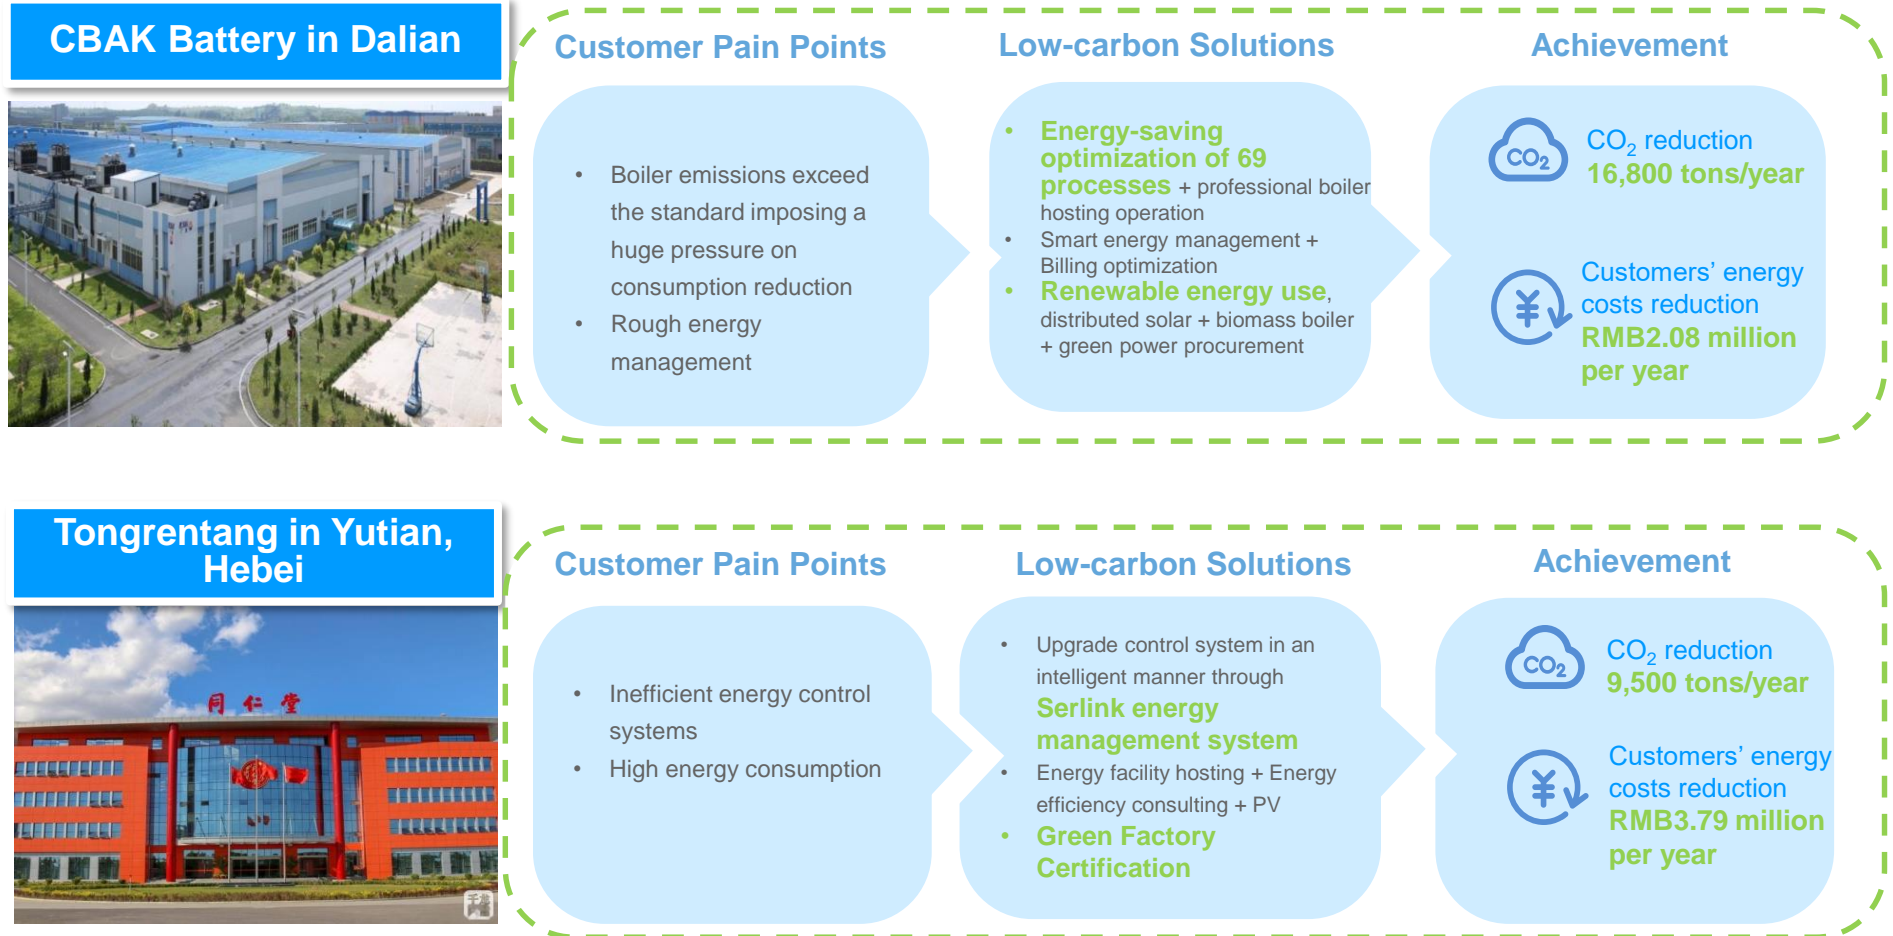 CBAK Battery in Dalian
Customer Pain Points
• Boiler emissions exceed
the standard imposing a
huge pressure on
consumption reduction
• Rough energy
management
Low-carbon Solutions
• Energy-saving
optimization of 69
processes + professional boiler
hosting operation
• Smart energy management +
Billing optimization
• Renewable energy use,
distributed solar + biomass boiler
+ green power procurement
Achievement
CO2
CO2 reduction
16,800 tons/year
¥
Customers’ energy
costs reduction
RMB2.08 million
per year
Tongrentang in Yutian,
Hebei
同仁堂
Customer Pain Points
• Inefficient energy control
systems
• High energy consumption
Low-carbon Solutions
• Upgrade control system in an
intelligent manner through
Serlink energy
management system
• Energy facility hosting + Energy
efficiency consulting + PV
• Green Factory
Certification
Achievement
CO2
CO2 reduction
9,500 tons/year
¥
Customers’ energy
costs reduction
RMB3.79 million
per year